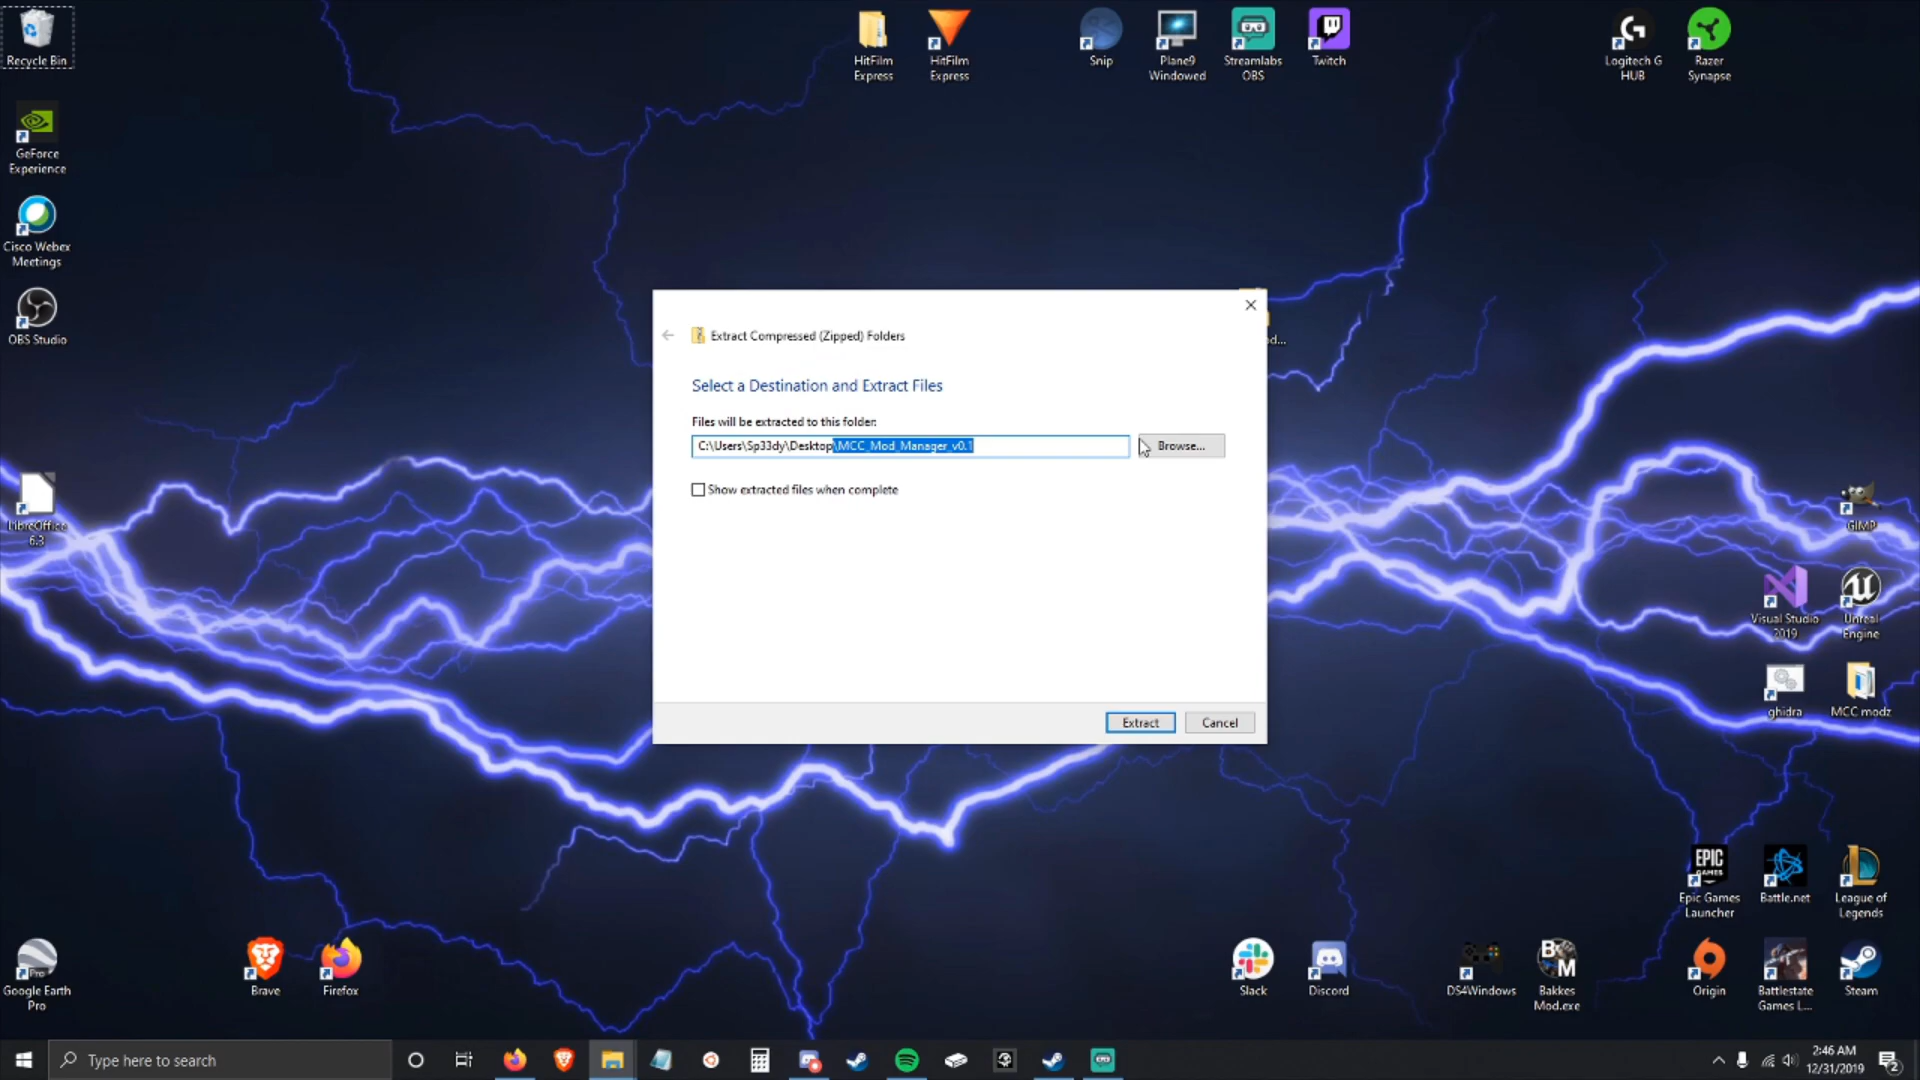 Recycle Bin
HitFilm
Express
HitFilm
Express
Snip
Plane9
Windowed
Streamlabs
OBS
Twitch
Logitech G
HUB
Razer
Synapse
GeForce
Experience
Cisco Webex
Meetings
OBS Studio
d...
Extract Compressed (Zipped) Folders
Select a Destination and Extract Files
Files will be extracted to this folder:
C:\Users\Sp33dy\Desktop\MCC_Mod_Manager_v0.1
Browse...
Show extracted files when complete
Extract
Cancel
LibreOffice
6.3
GIMP
Visual Studio
2019
Unreal
Engine
ghidra
MCC modz
EPIC
GAMES
Epic Games
Launcher
Battle.net
League of
Legends
Pro
Google Earth
Pro
Brave
Firefox
Slack
Discord
DS4Windows
B
M
Bakkes
Mod.exe
Origin
Battlestate
Games L...
Steam
Type here to search
2:46 AM
12/31/2019
2